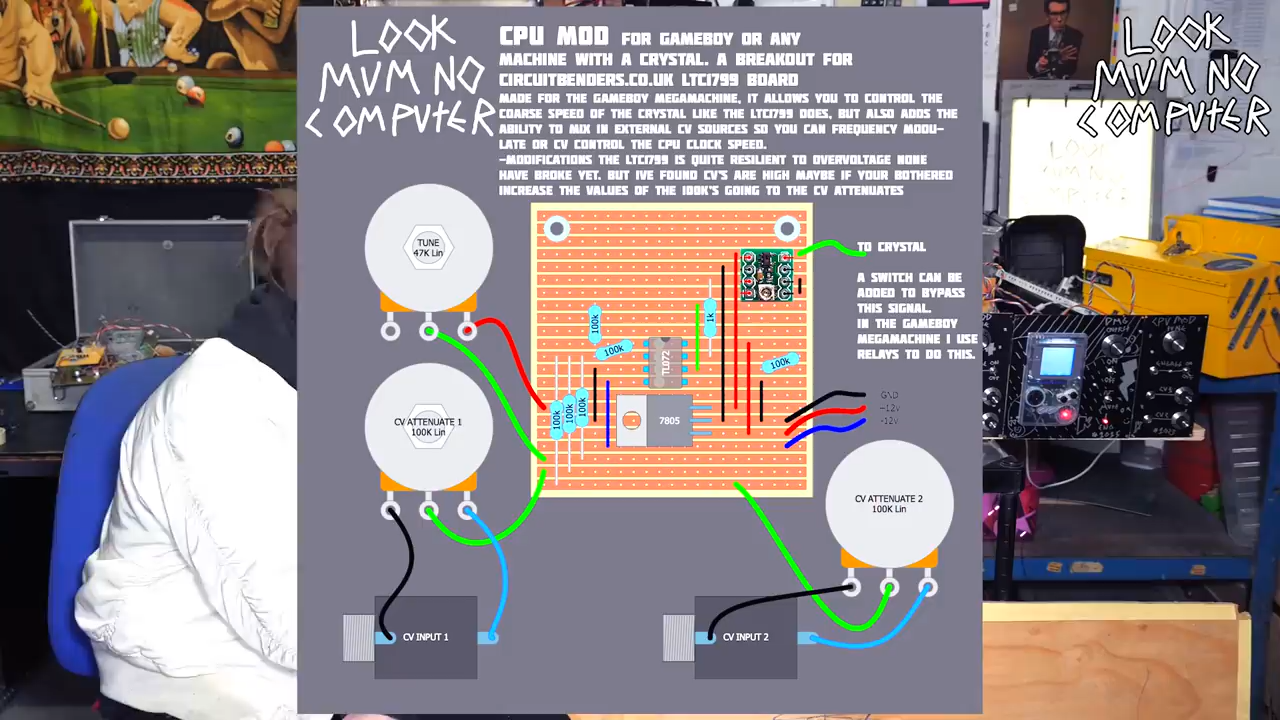 LOOK
MUM NO
COMPUTER
CPU MOD FOR GAMEBOY OR ANY
MACHINE WITH A CRYSTAL. A BREAKOUT FOR
CIRCUITBENDERS.CO.UK LTC1799 BOARD
MADE FOR THE GAMEBOY MEGAMACHINE, IT ALLOWS YOU TO CONTROL THE
COARSE SPEED OF THE CRYSTAL LIKE THE LTC1799 DOES, BUT ALSO ADDS THE
ABILITY TO MIX IN EXTERNAL CV SOURCES SO YOU CAN FREQUENCY MODU-
LATE OR CV CONTROL THE CPU CLOCK SPEED.
-MODIFICATIONS THE LTC1799 IS QUITE RESILIENT TO OVERVOLTAGE NONE
HAVE BROKE YET. BUT IVE FOUND CV'S ARE HIGH MAYBE IF YOUR BOTHERED
INCREASE THE VALUES OF THE 100K'S GOING TO THE CV ATTENUATES
LOOK
MUM NO
COMPUTER
TUNE
47K Lin
TO CRYSTAL
A SWITCH CAN BE
ADDED TO BYPASS
THIS SIGNAL.
IN THE GAMEBOY
MEGAMACHINE I USE
RELAYS TO DO THIS.
1k
100k
100k
TL072
100k
100k
100k
100k
7805
GND
-12v
CV ATTENUATE 1
100K Lin
CV ATTENUATE 2
100K Lin
CV INPUT 1
CV INPUT 2